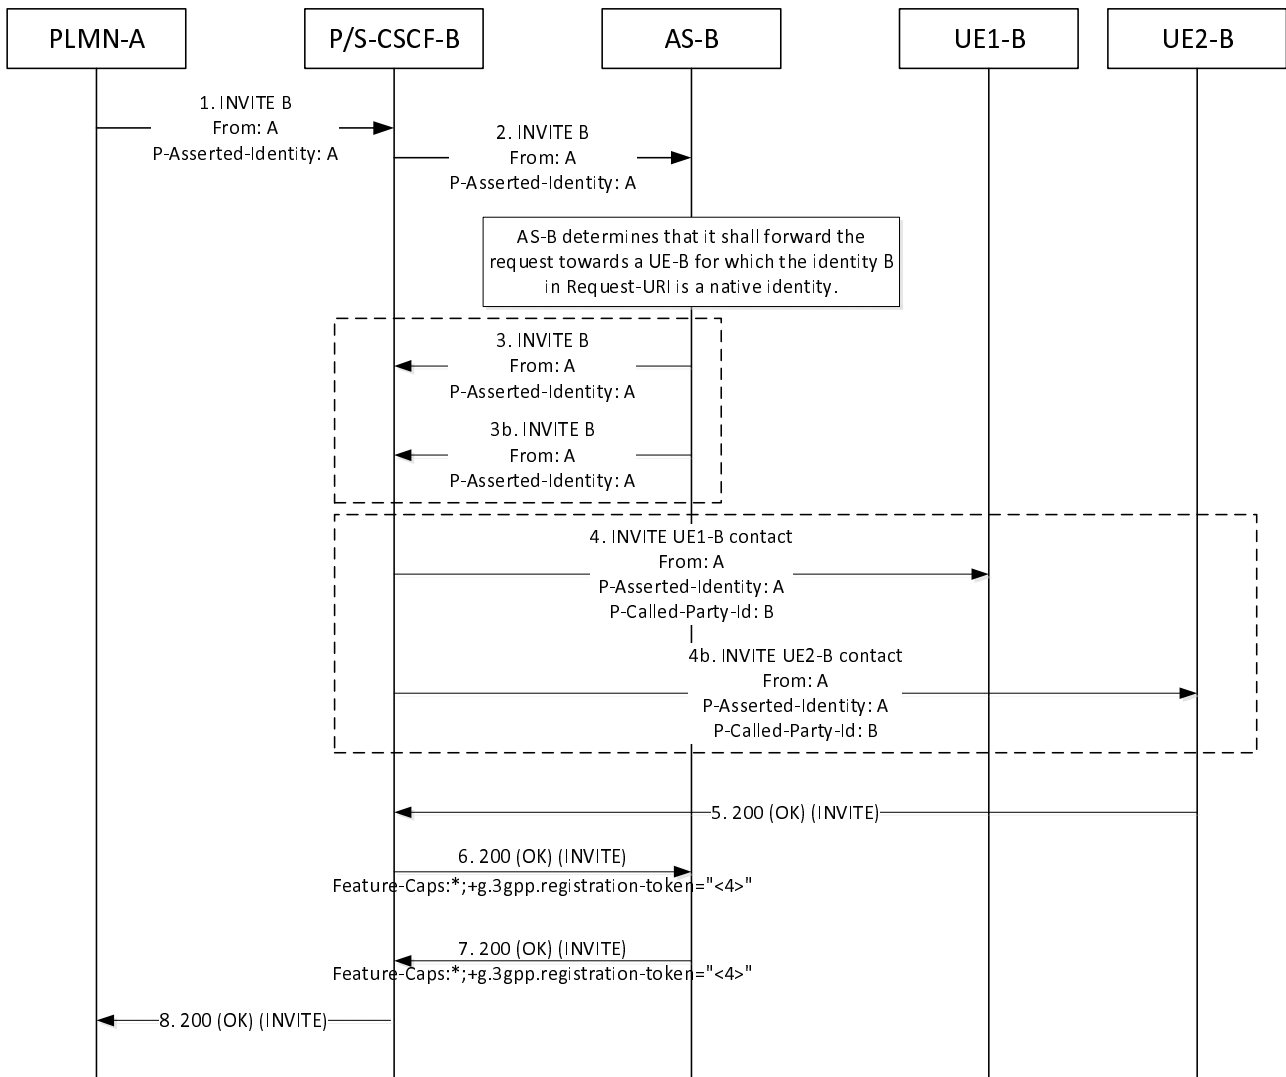 PLMN-A
P/S-CSCF-B
AS-B
UE1-B
UE2-B
1. INVITE B
From: A
P-Asserted-Identity: A
2. INVITE B
From: A
P-Asserted-Identity: A
AS-B determines that it shall forward the
request towards a UE-B for which the identity B
in Request-URI is a native identity.
3. INVITE B
From: A
P-Asserted-Identity: A
3b. INVITE B
From: A
P-Asserted-Identity: A
4. INVITE UE1-B contact
From: A
P-Asserted-Identity: A
P-Called-Party-Id: B
4b. INVITE UE2-B contact
From: A
P-Asserted-Identity: A
P-Called-Party-Id: B
5. 200 (OK) (INVITE)
6. 200 (OK) (INVITE)
Feature-Caps:*;+g.3gpp.registration-token="<4>"
7. 200 (OK) (INVITE)
Feature-Caps:*;+g.3gpp.registration-token="<4>"
8. 200 (OK) (INVITE)